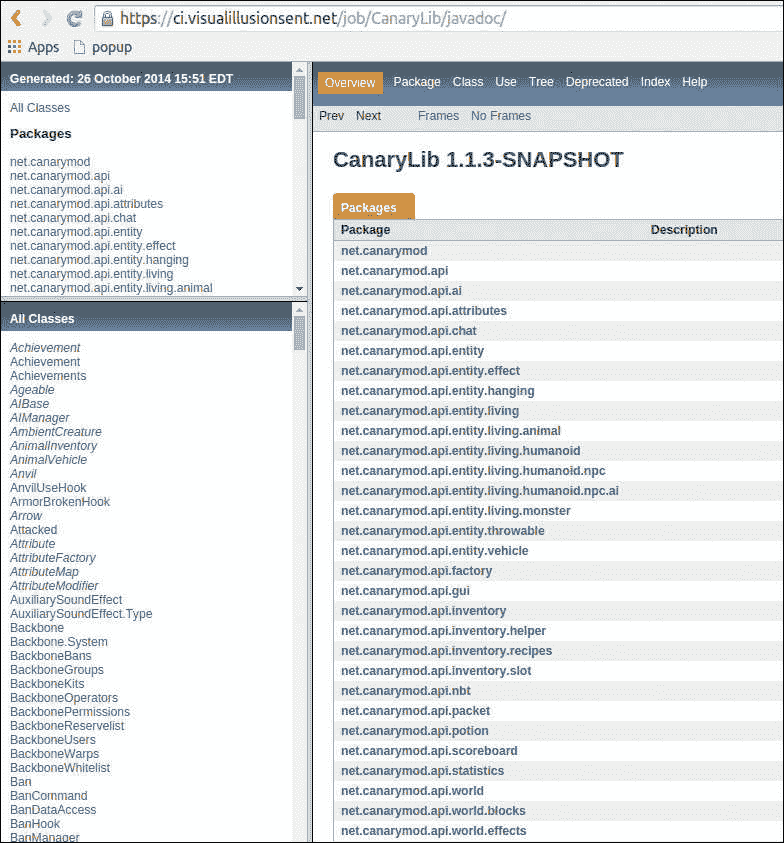 https://ci.visualillusionsent.net/job/CanaryLib/javadoc/
Apps popup
Generated: 26 October 2014 15:51 EDT
All Classes
Packages
net.canarymod
net.canarymod.api
net.canarymod.api.ai
net.canarymod.api.attributes
net.canarymod.api.chat
net.canarymod.api.entity
net.canarymod.api.entity.effect
net.canarymod.api.entity.hanging
net.canarymod.api.entity.living
net.canarymod.api.entity.living.animal
All Classes
Achievement
Achievement
Achievements
Ageable
AIBase
AIManager
AmbientCreature
AnimalInventory
AnimalVehicle
Anvil
AnvilUseHook
ArmorBrokenHook
Arrow
Attacked
Attribute
AttributeFactory
AttributeMap
AttributeModifier
AuxiliarySoundEffect
AuxiliarySoundEffect.Type
Backbone
Backbone.System
BackboneBans
BackboneGroups
BackboneKits
BackboneOperators
BackbonePermissions
BackboneReservelist
BackboneUsers
BackboneWarps
BackboneWhitelist
Ban
BanCommand
BanDataAccess
BanHook
BanManager
Overview Package Class Use Tree Deprecated Index Help
Prev Next Frames No Frames
CanaryLib 1.1.3-SNAPSHOT
Packages
Package Description
net.canarymod
net.canarymod.api
net.canarymod.api.ai
net.canarymod.api.attributes
net.canarymod.api.chat
net.canarymod.api.entity
net.canarymod.api.entity.effect
net.canarymod.api.entity.hanging
net.canarymod.api.entity.living
net.canarymod.api.entity.living.animal
net.canarymod.api.entity.living.humanoid
net.canarymod.api.entity.living.humanoid.npc
net.canarymod.api.entity.living.humanoid.npc.ai
net.canarymod.api.entity.living.monster
net.canarymod.api.entity.throwable
net.canarymod.api.entity.vehicle
net.canarymod.api.factory
net.canarymod.api.gui
net.canarymod.api.inventory
net.canarymod.api.inventory.helper
net.canarymod.api.inventory.recipes
net.canarymod.api.inventory.slot
net.canarymod.api.nbt
net.canarymod.api.packet
net.canarymod.api.potion
net.canarymod.api.scoreboard
net.canarymod.api.statistics
net.canarymod.api.world
net.canarymod.api.world.blocks
net.canarymod.api.world.effects